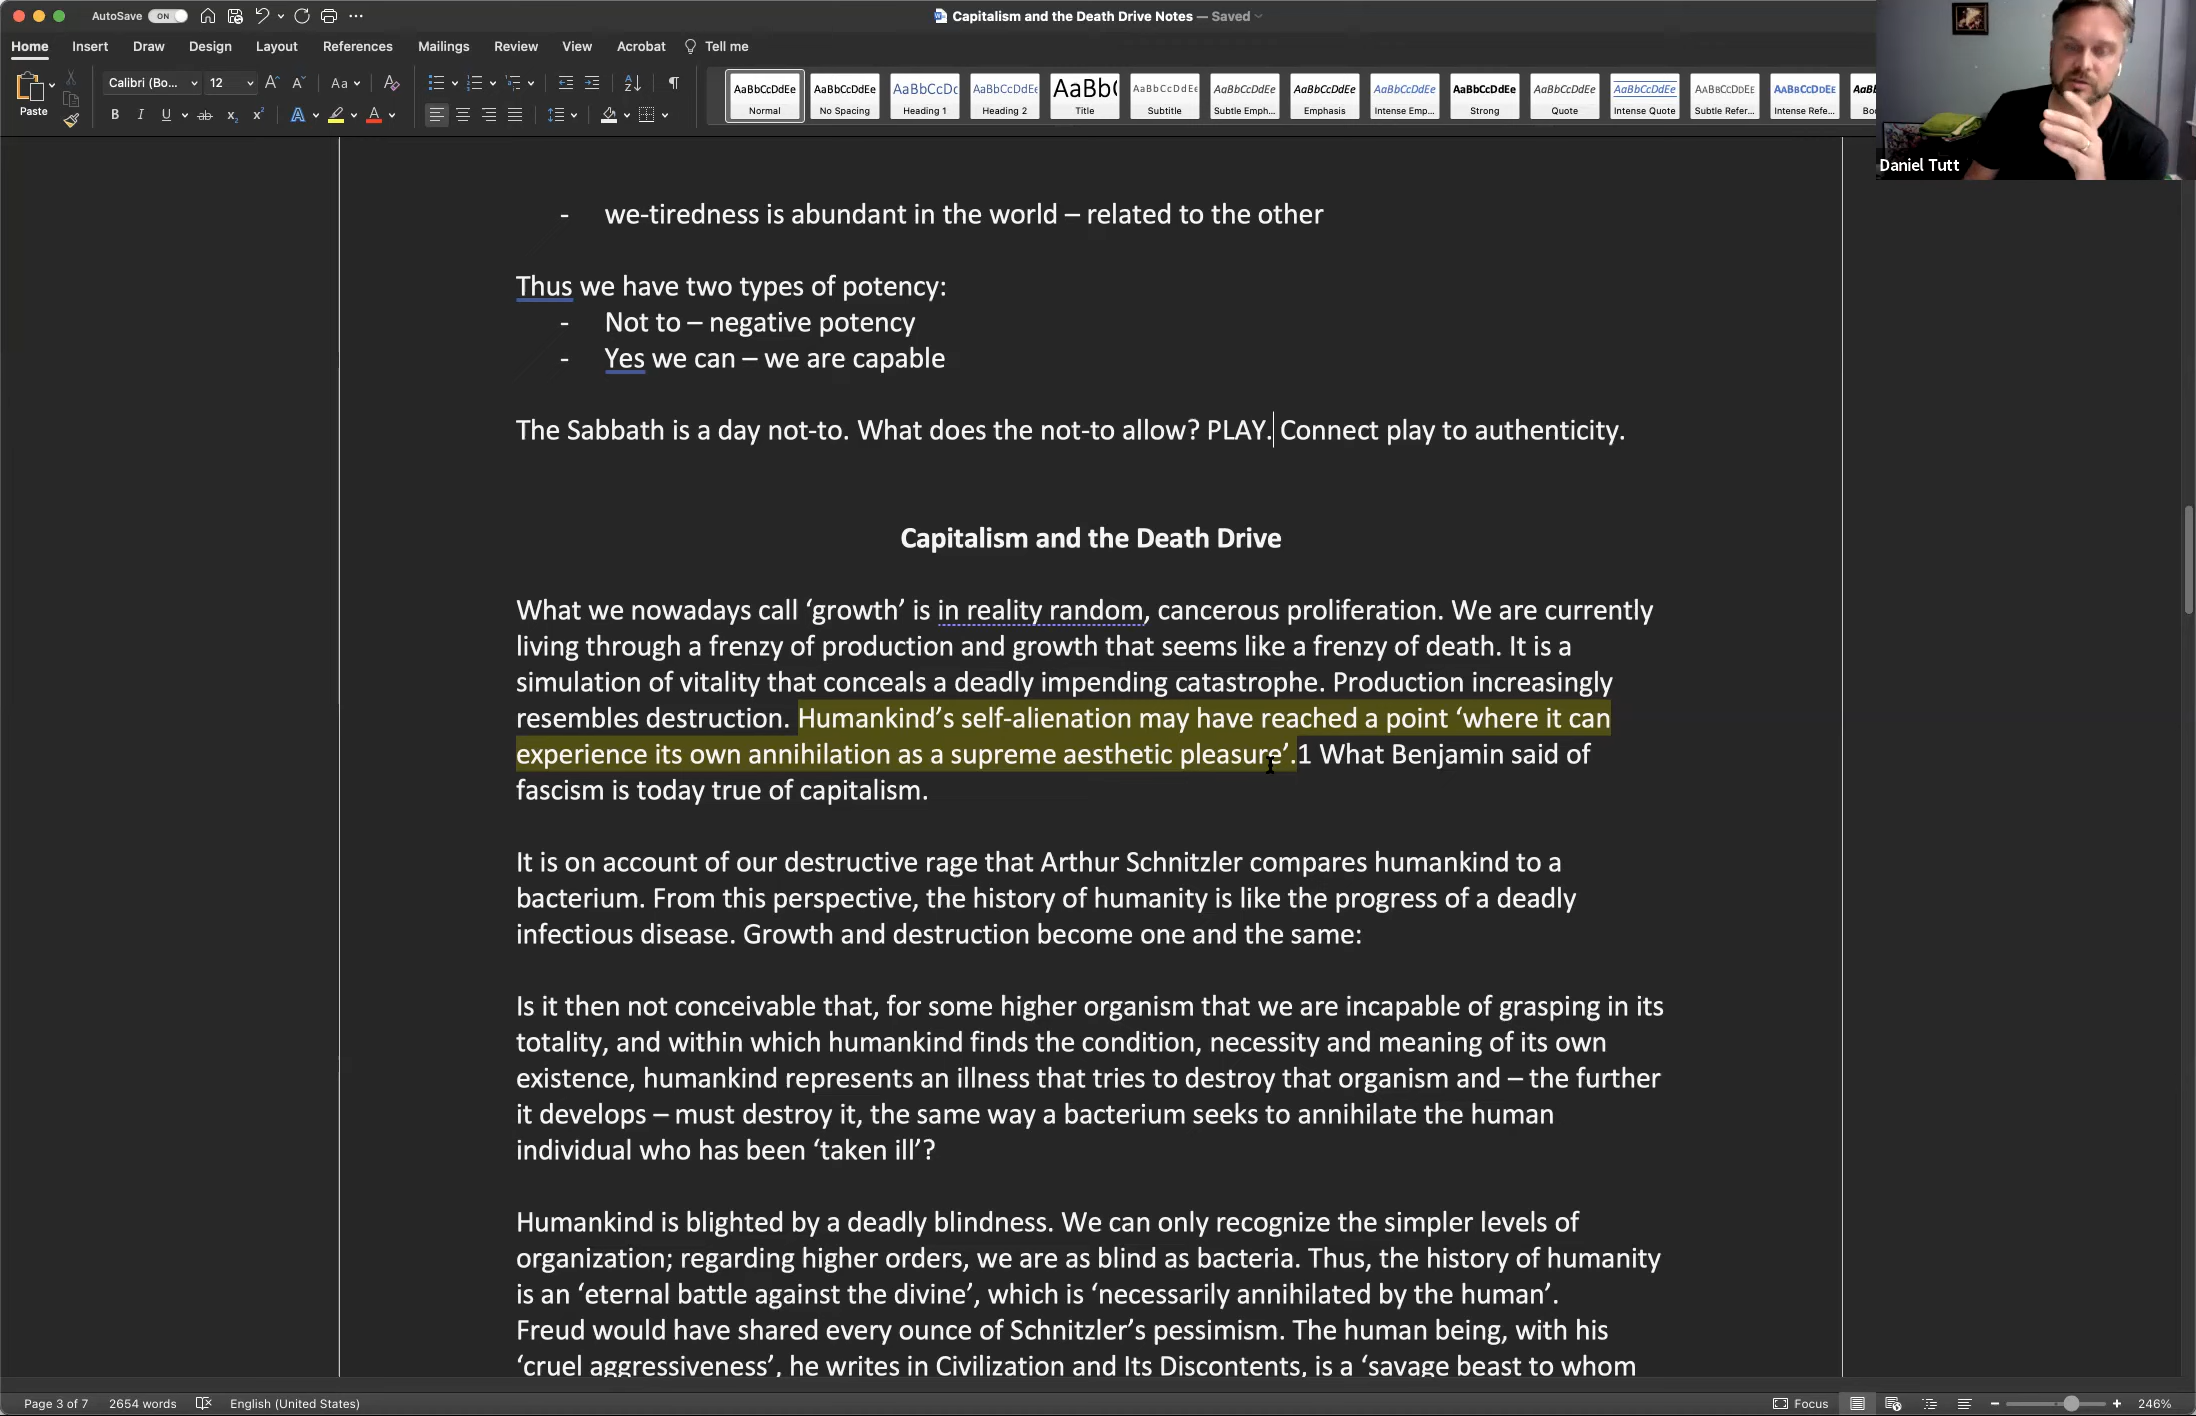 AutoSave ON
Capitalism and the Death Drive Notes — Saved
Home Insert Draw Design Layout References Mailings Review View Acrobat Tell me
Paste
Calibri (Bo... 12
Aa
B I U ab x₂ x²
A A
AaBbCcDdEe AaBbCcDdEe AaBbCcDc AaBbCcDdEe AaBb( AaBbCcDdEe AaBbCcDdEe AaBbCcDdEe AaBbCcDdEe AaBbCcDdEe AaBbCcDdEe AaBbCcDdEe AaBbCcDdEe AaBbCcDdEe
Normal No Spacing Heading 1 Heading 2 Title Subtitle Subtle Emph... Emphasis Intense Emp... Strong Quote Intense Quote Subtle Refer... Intense Refe...
Daniel Tutt
- we-tiredness is abundant in the world – related to the other
Thus we have two types of potency:
- Not to – negative potency
- Yes we can – we are capable
The Sabbath is a day not-to. What does the not-to allow? PLAY. Connect play to authenticity.
Capitalism and the Death Drive
What we nowadays call ‘growth’ is in reality random, cancerous proliferation. We are currently
living through a frenzy of production and growth that seems like a frenzy of death. It is a
simulation of vitality that conceals a deadly impending catastrophe. Production increasingly
resembles destruction. Humankind’s self-alienation may have reached a point ‘where it can
experience its own annihilation as a supreme aesthetic pleasure’.1 What Benjamin said of
fascism is today true of capitalism.
It is on account of our destructive rage that Arthur Schnitzler compares humankind to a
bacterium. From this perspective, the history of humanity is like the progress of a deadly
infectious disease. Growth and destruction become one and the same:
Is it then not conceivable that, for some higher organism that we are incapable of grasping in its
totality, and within which humankind finds the condition, necessity and meaning of its own
existence, humankind represents an illness that tries to destroy that organism and – the further
it develops – must destroy it, the same way a bacterium seeks to annihilate the human
individual who has been ‘taken ill’?
Humankind is blighted by a deadly blindness. We can only recognize the simpler levels of
organization; regarding higher orders, we are as blind as bacteria. Thus, the history of humanity
is an ‘eternal battle against the divine’, which is ‘necessarily annihilated by the human’.
Freud would have shared every ounce of Schnitzler’s pessimism. The human being, with his
‘cruel aggressiveness’, he writes in Civilization and Its Discontents, is a ‘savage beast to whom
Page 3 of 7 2654 words English (United States) Focus 246%